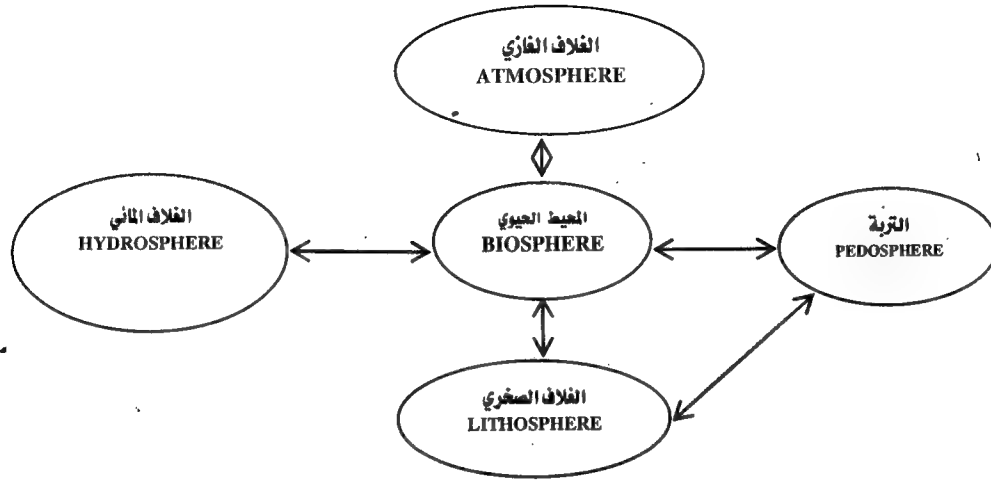 الغلاف الغازي
ATMOSPHERE
الغلاف المائي
HYDROSPHERE
المحيط الحيوي
BIOSPHERE
التربة
PEDOSPHERE
الغلاف الصخري
LITHOSPHERE